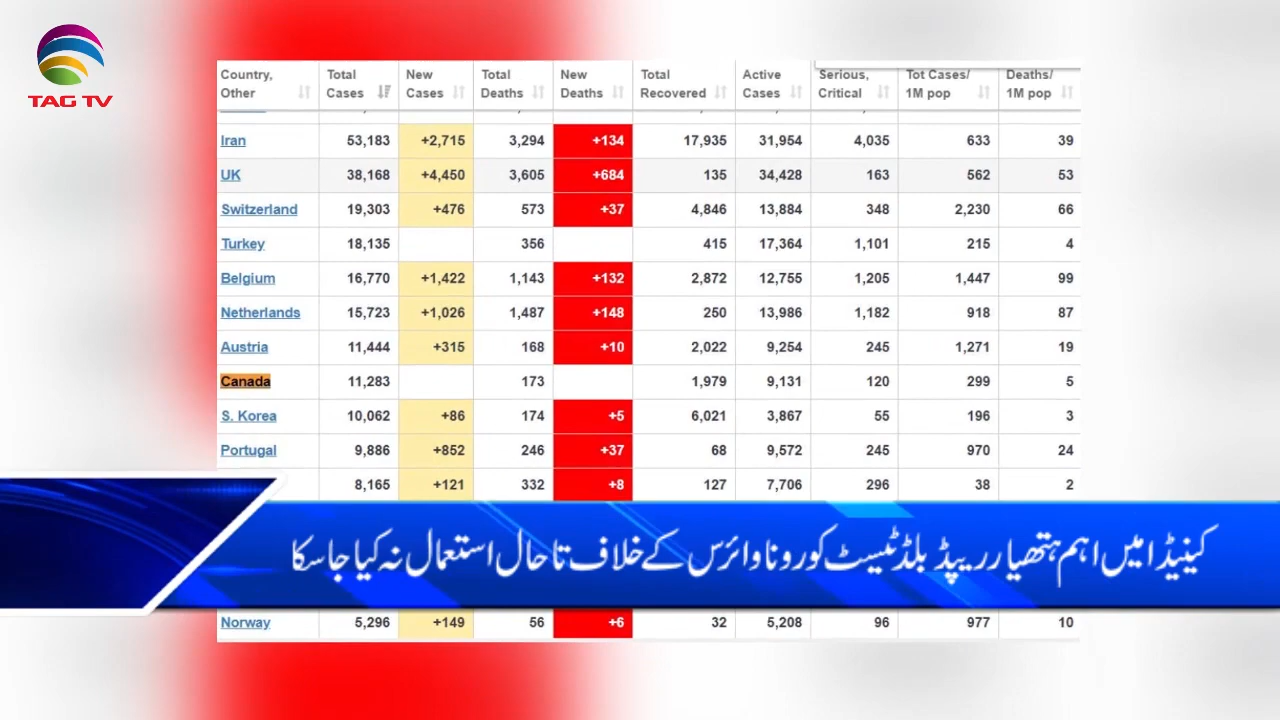 TAG TV
Country, Other Total Cases New Cases Total Deaths New Deaths Total Recovered Active Cases Serious, Critical Tot Cases/ 1M pop Deaths/ 1M pop
Iran 53,183 +2,715 3,294 +134 17,935 31,954 4,035 633 39
UK 38,168 +4,450 3,605 +684 135 34,428 163 562 53
Switzerland 19,303 +476 573 +37 4,846 13,884 348 2,230 66
Turkey 18,135 356 415 17,364 1,101 215 4
Belgium 16,770 +1,422 1,143 +132 2,872 12,755 1,205 1,447 99
Netherlands 15,723 +1,026 1,487 +148 250 13,986 1,182 918 87
Austria 11,444 +315 168 +10 2,022 9,254 245 1,271 19
Canada 11,283 173 1,979 9,131 120 299 5
S. Korea 10,062 +86 174 +5 6,021 3,867 55 196 3
Portugal 9,886 +852 246 +37 68 9,572 245 970 24
8,165 +121 332 +8 127 7,706 296 38 2
کینیڈا میں اہم ہتھیار ریپڈ بلڈ ٹیسٹ کورونا وائرس کے خلاف تا حال استعمال نہ کیا جا سکا
Norway 5,296 +149 56 +6 32 5,208 96 977 10